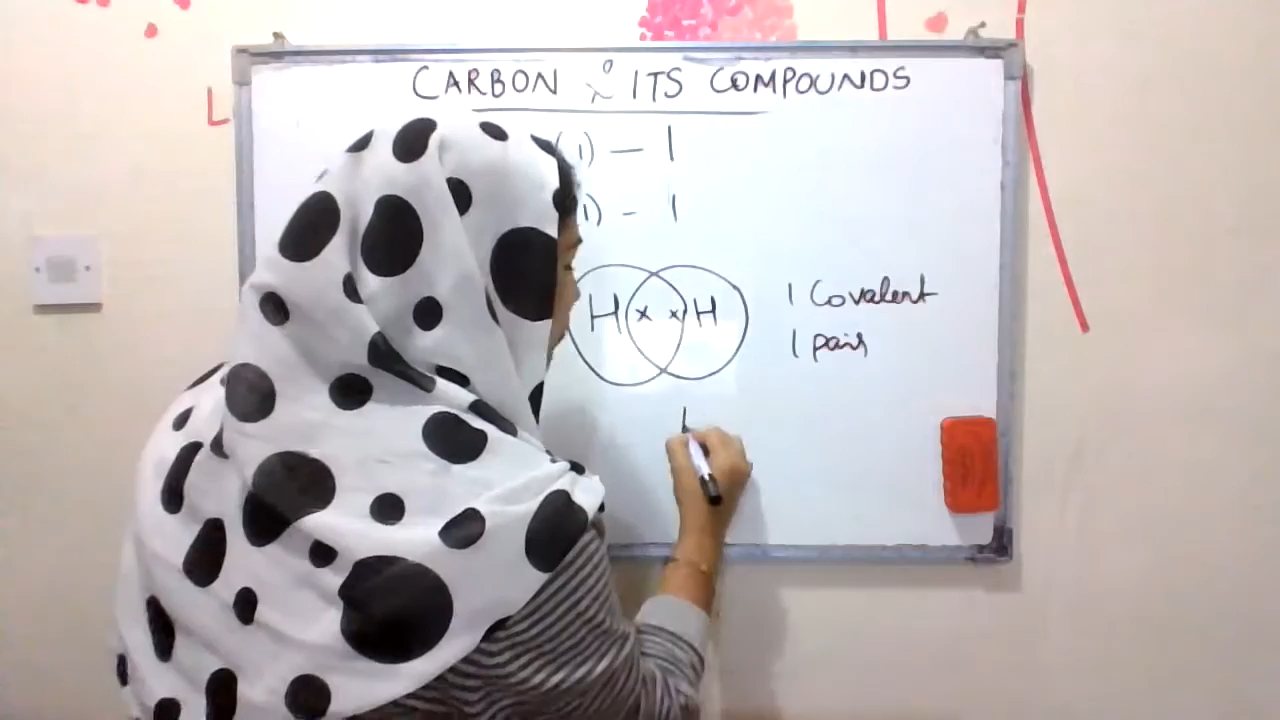 CARBON & ITS COMPOUNDS
(1) — 1
1) - 1
H x x H
1 Covalent
1 pair